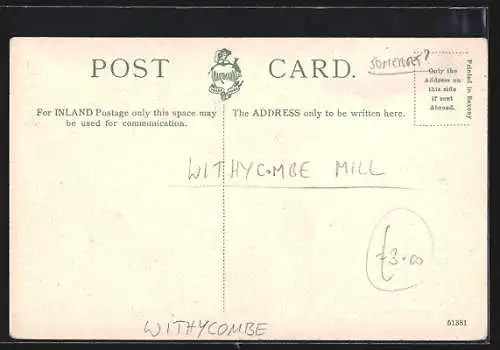 POST CARD.
SOMERSET?
Only the
Address on
this side
if sent
Abroad.
Printed in Saxony
For INLAND Postage only this space may
be used for communication.
The ADDRESS only to be written here.
WITHYCOMBE MILL
£3.00
WITHYCOMBE
61381